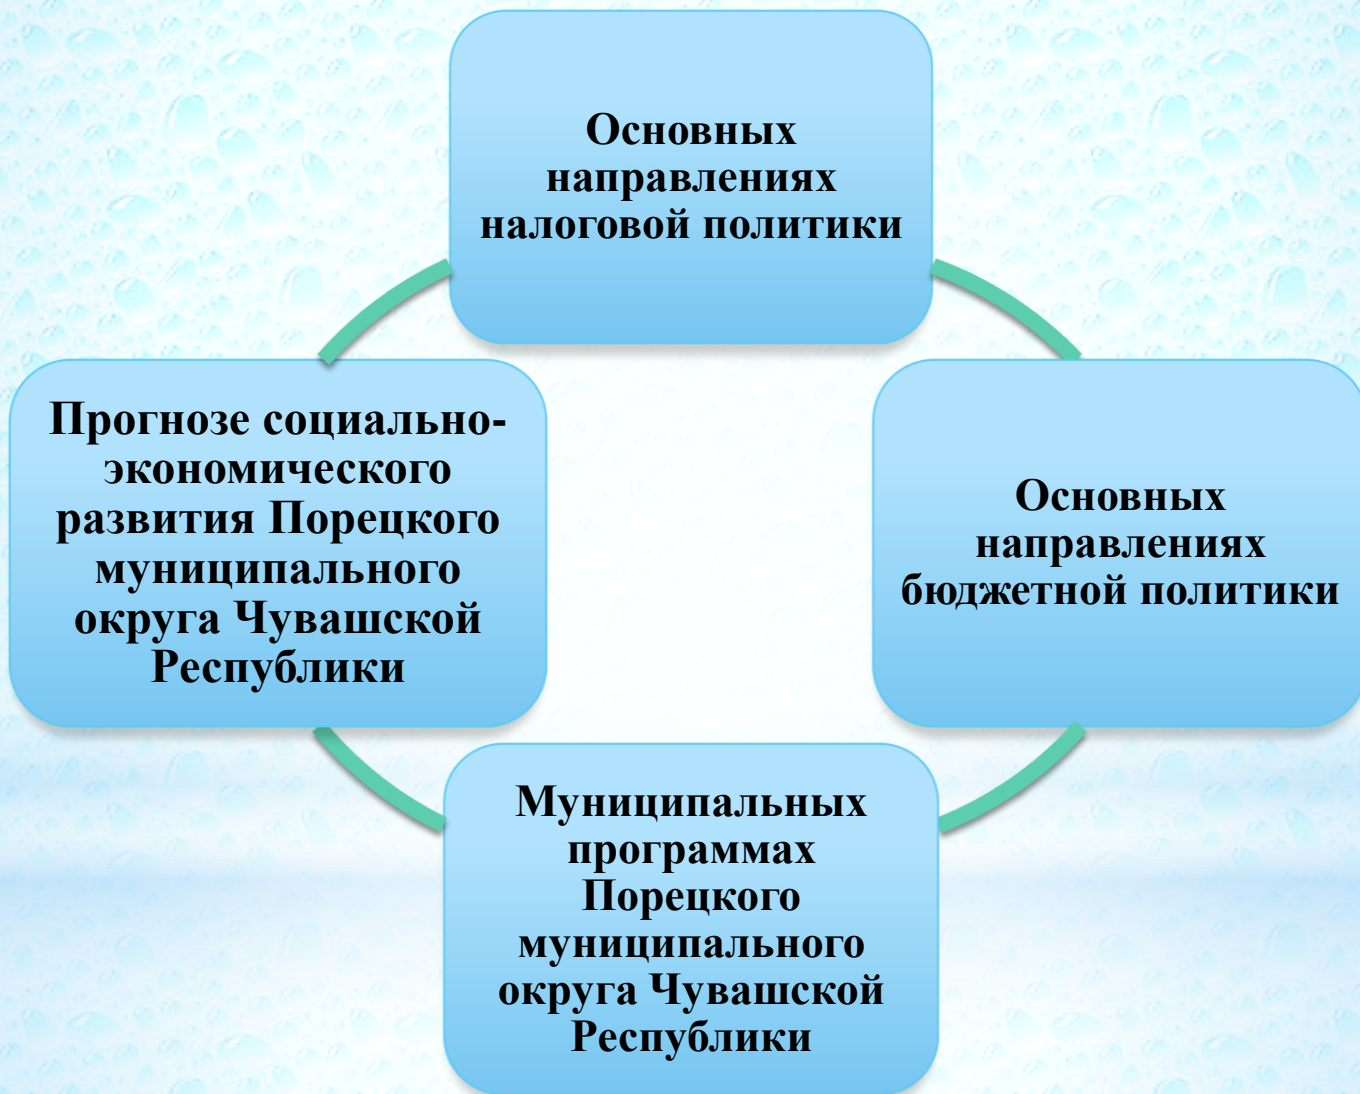 Основных
направлениях
налоговой политики
Прогнозе социально-
экономического
развития Порецкого
муниципального
округа Чувашской
Республики
Основных
направлениях
бюджетной политики
Муниципальных
программах
Порецкого
муниципального
округа Чувашской
Республики